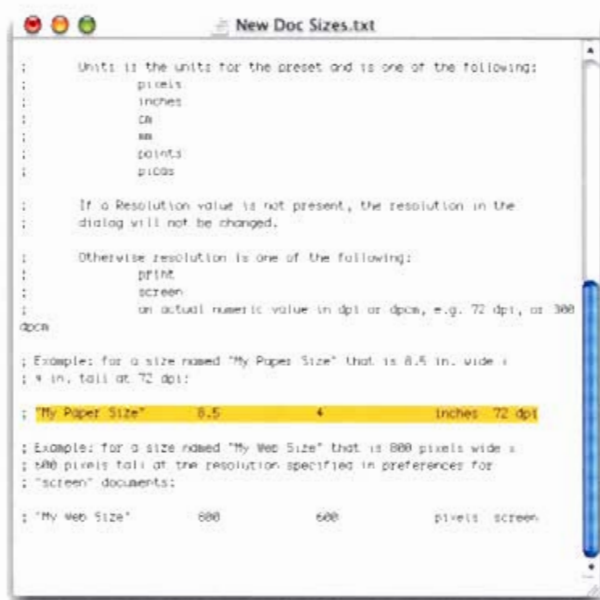 New Doc Sizes.txt
; Units is the units for the preset and is one of the following:
; pixels
; inches
; cm
; mm
; points
; picas
; If a Resolution value is not present, the resolution in the
; dialog will not be changed.
; Otherwise resolution is one of the following:
; print
; screen
; an actual numeric value in dpi or dpcm, e.g. 72 dpi, or 300
dpcm
; Example: for a size named "My Paper Size" that is 8.5 in. wide x
; 4 in. tall at 72 dpi:
; "My Paper Size" 8.5 4 inches 72 dpi
; Example: for a size named "My Web Size" that is 800 pixels wide x
; 600 pixels tall at the resolution specified in preferences for
; "screen" documents:
; "My Web Size" 800 600 pixels screen